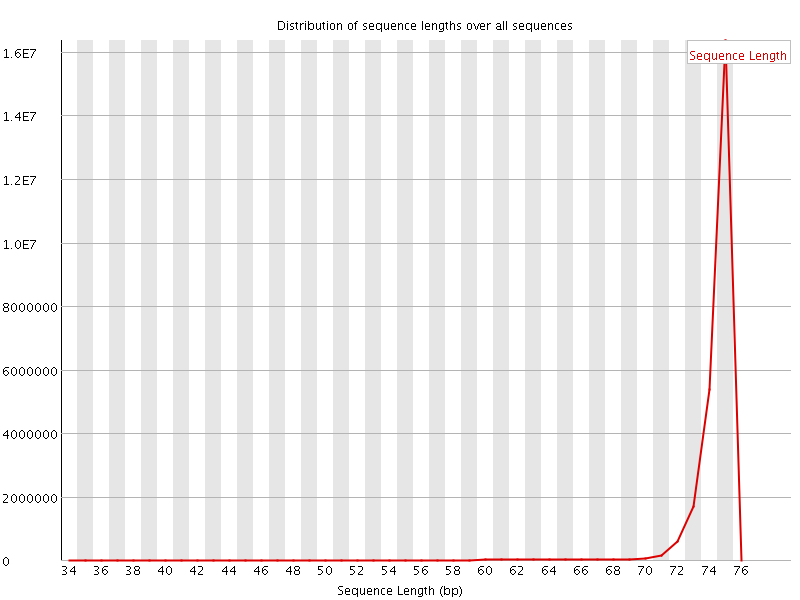 Distribution of sequence lengths over all sequences
Sequence Length
1.6E7
1.4E7
1.2E7
1.0E7
8000000
6000000
4000000
2000000
0
34 36 38 40 42 44 46 48 50 52 54 56 58 60 62 64 66 68 70 72 74 76
Sequence Length (bp)